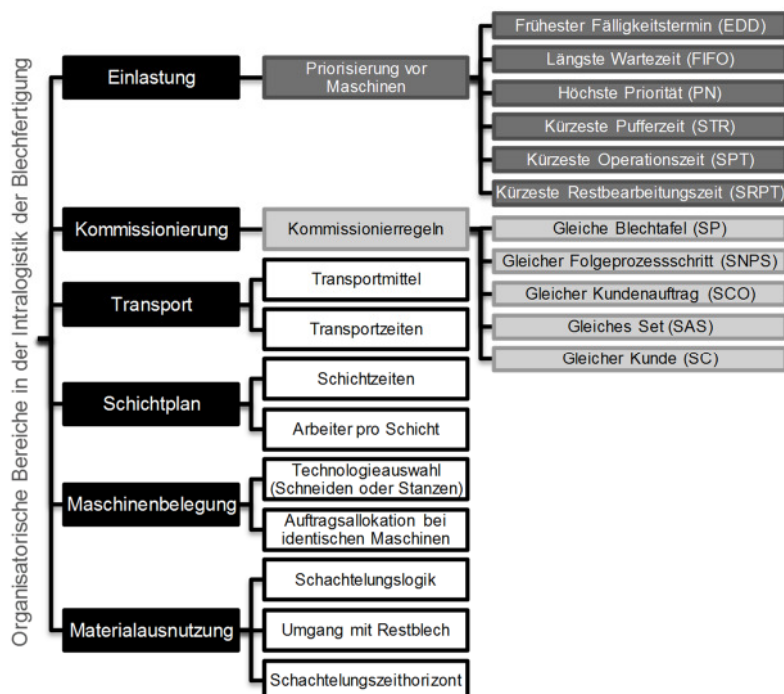 Organisatorische Bereiche in der Intralogistik der Blechfertigung
Einlastung
Priorisierung vor
Maschinen
Frühester Fälligkeitstermin (EDD)
Längste Wartezeit (FIFO)
Höchste Priorität (PN)
Kürzeste Pufferzeit (STR)
Kürzeste Operationszeit (SPT)
Kürzeste Restbearbeitungszeit (SRPT)
Kommissionierung
Kommissionierregeln
Gleiche Blechtafel (SP)
Gleicher Folgeprozessschritt (SNPS)
Gleicher Kundenauftrag (SCO)
Gleiches Set (SAS)
Gleicher Kunde (SC)
Transport
Transportmittel
Transportzeiten
Schichtplan
Schichtzeiten
Arbeiter pro Schicht
Maschinenbelegung
Technologieauswahl
(Schneiden oder Stanzen)
Auftragsallokation bei
identischen Maschinen
Materialausnutzung
Schachtelungslogik
Umgang mit Restblech
Schachtelungszeithorizont